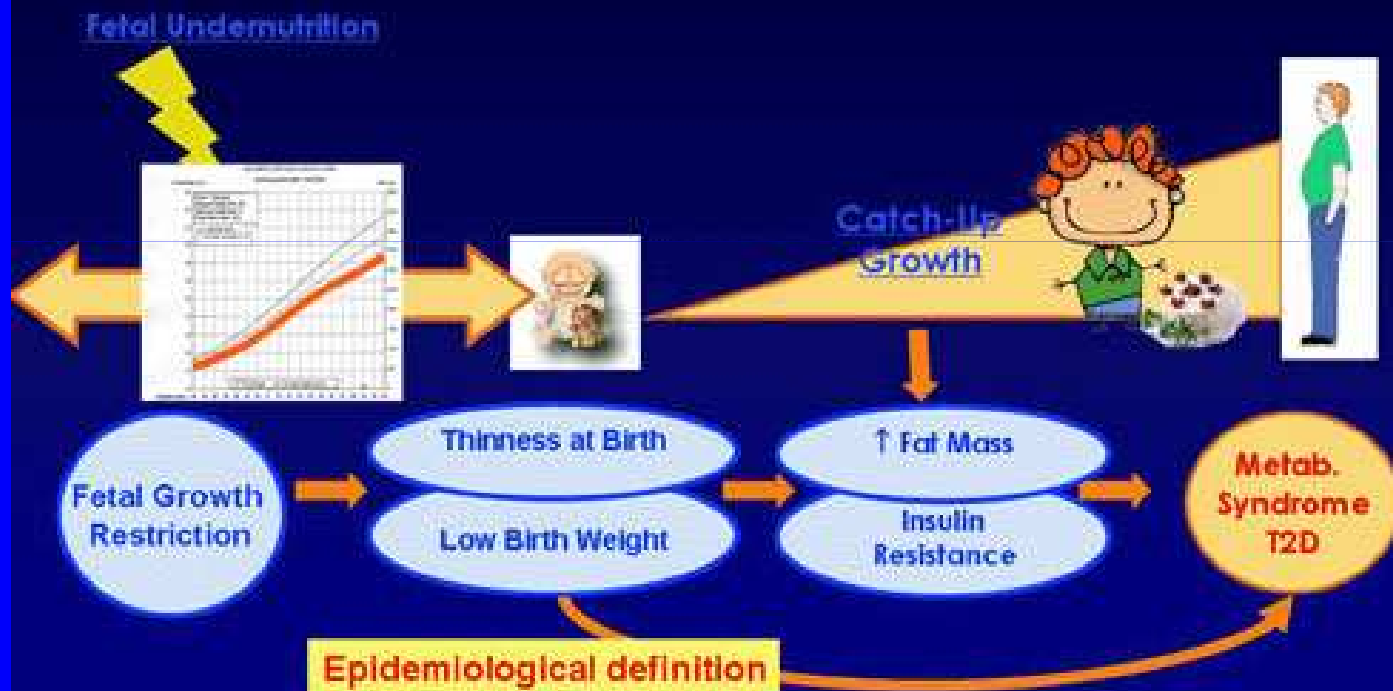 Fetal Undernutrition
Catch-Up
Growth
Fetal Growth
Restriction
Thinness at Birth
Low Birth Weight
↑ Fat Mass
Insulin
Resistance
Metab.
Syndrome
T2D
Epidemiological definition